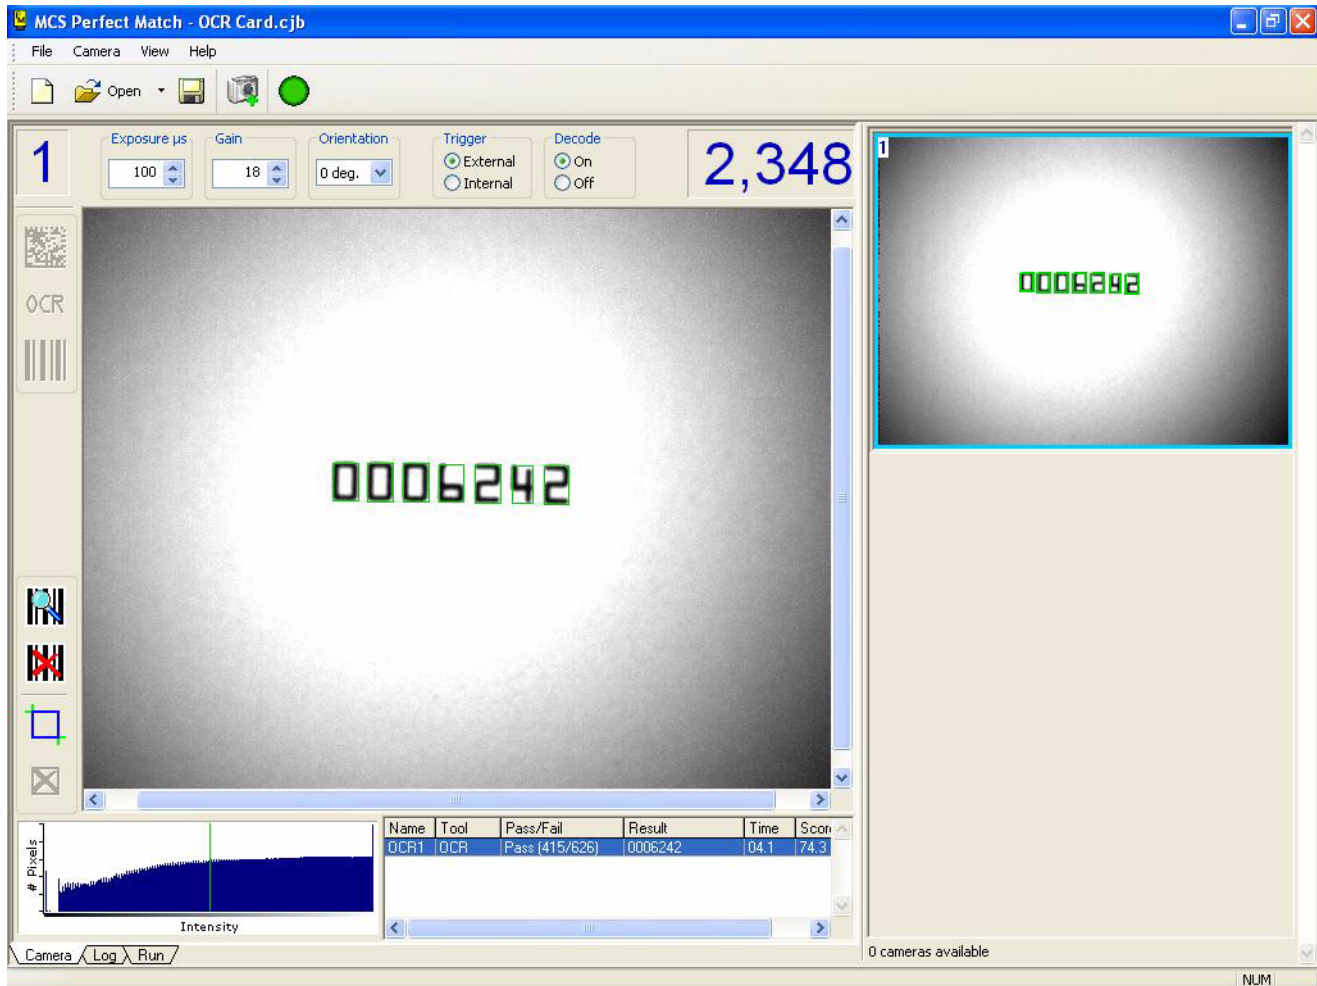 MCS Perfect Match - OCR Card.cjb
File Camera View Help
Open
1
Exposure µs Gain Orientation Trigger Decode
100 18 0 deg. External On
Internal Off
2,348
1
OCR
0006242
0006242
# Pixels
Intensity
Name Tool Pass/Fail Result Time Scor
OCR1 OCR Pass (415/626) 0006242 04.1 74.3
Camera Log Run
0 cameras available
NUM